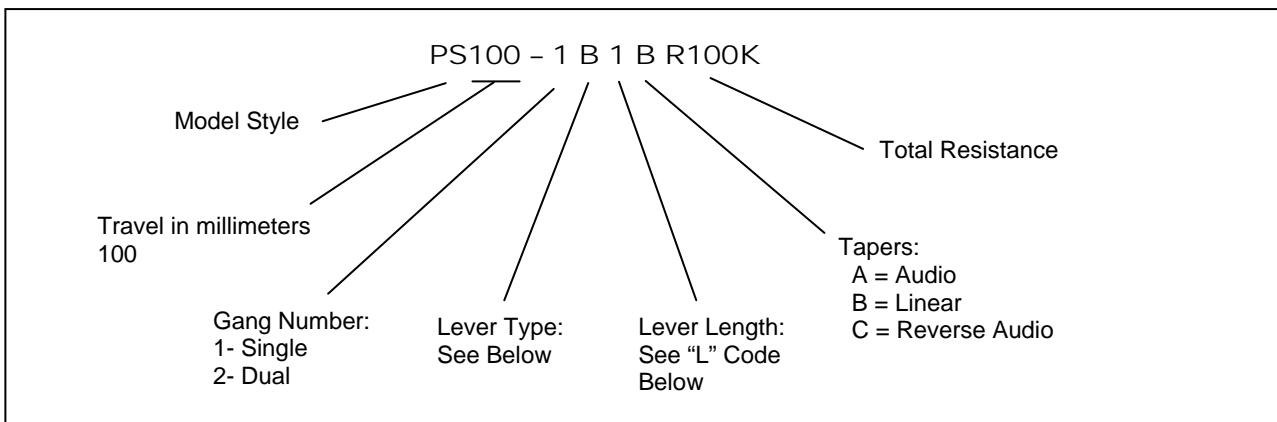 PS100 – 1 B 1 B R100K
Model Style
Total Resistance
Travel in millimeters
100
Tapers:
A = Audio
B = Linear
C = Reverse Audio
Gang Number:
1- Single
2- Dual
Lever Type:
See Below
Lever Length:
See “L” Code
Below